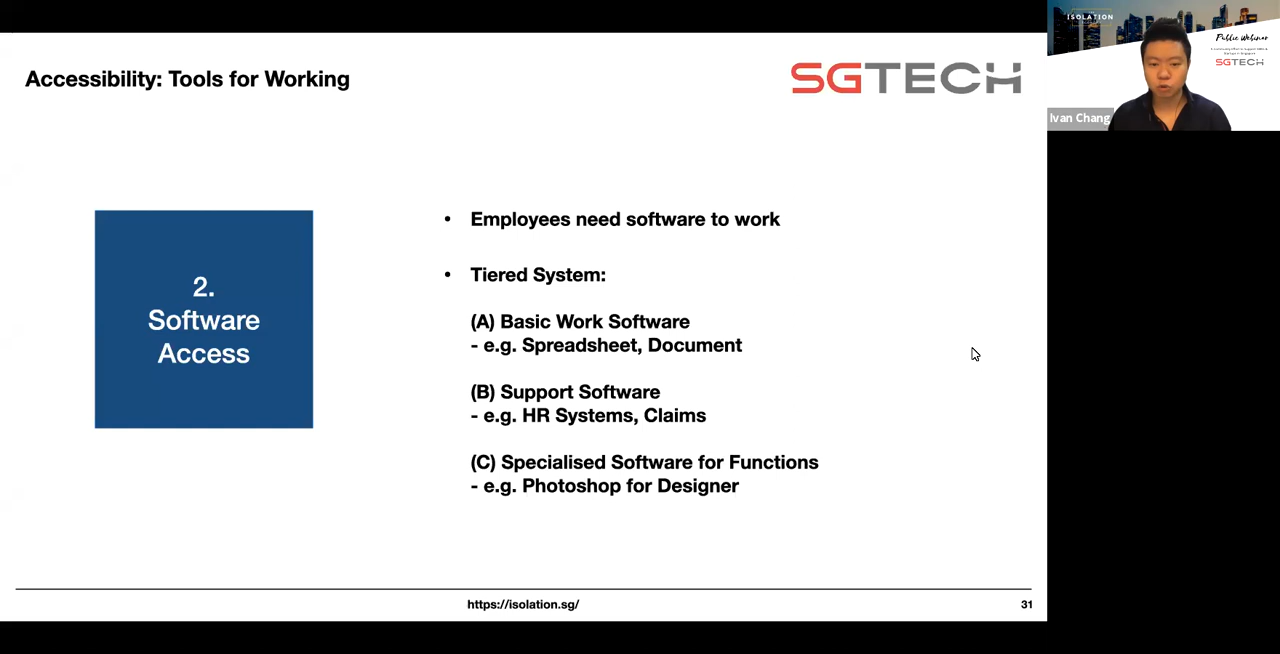 Accessibility: Tools for Working
SGTECH
2.
Software
Access
• Employees need software to work
• Tiered System:
(A) Basic Work Software
- e.g. Spreadsheet, Document
(B) Support Software
- e.g. HR Systems, Claims
(C) Specialised Software for Functions
- e.g. Photoshop for Designer
https://isolation.sg/
31
ISOLATION
Public Webinar
SGTECH
Ivan Chang